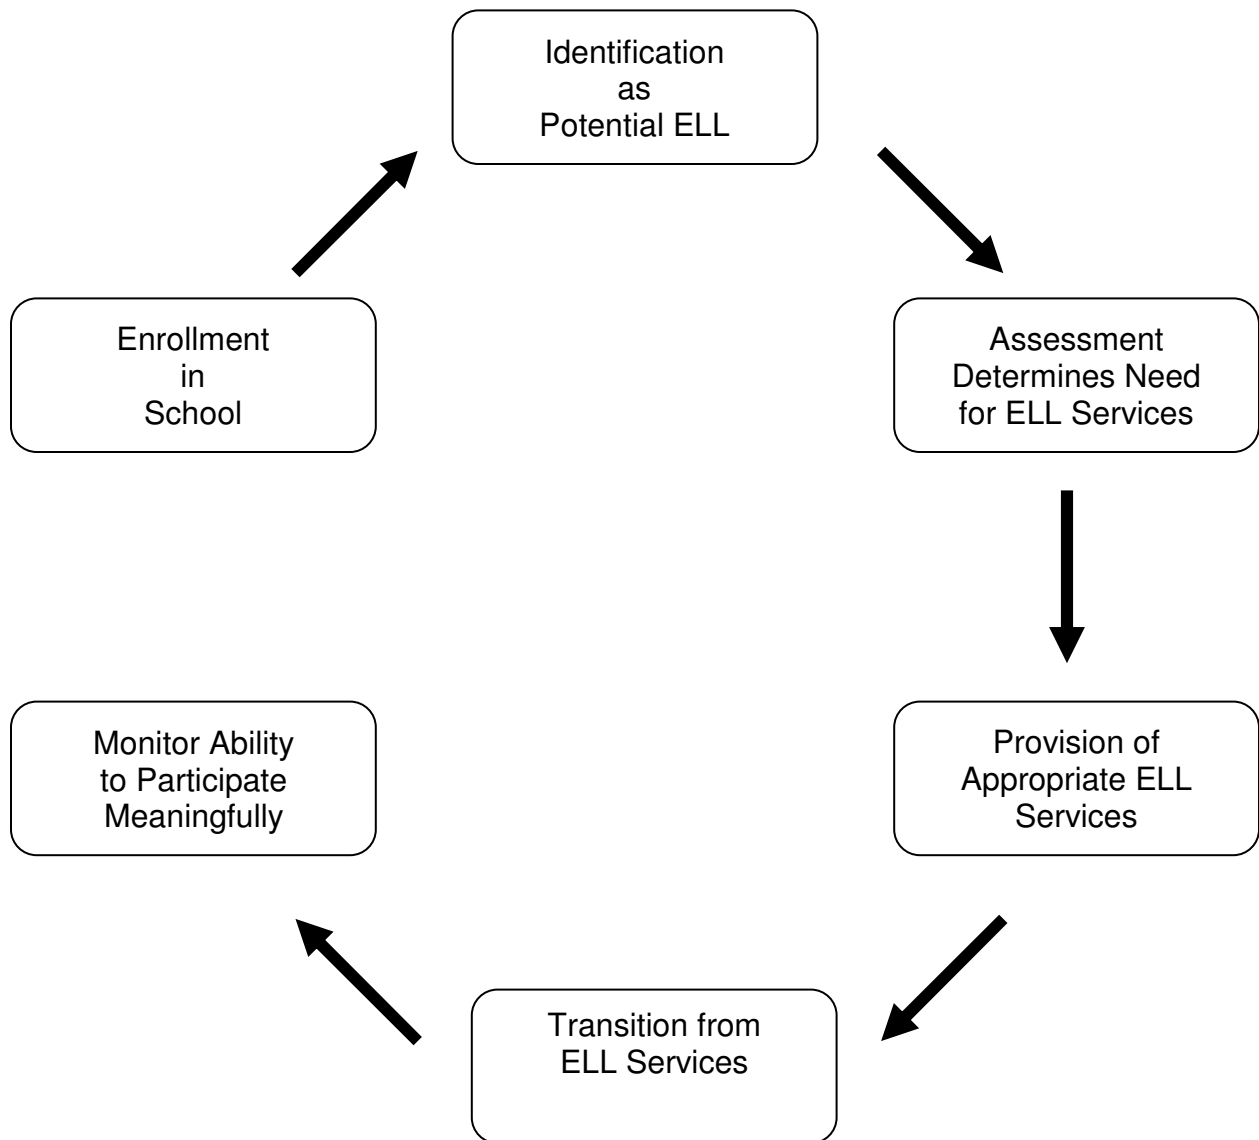 Identification
as
Potential ELL
Enrollment
in
School
Assessment
Determines Need
for ELL Services
Monitor Ability
to Participate
Meaningfully
Provision of
Appropriate ELL
Services
Transition from
ELL Services